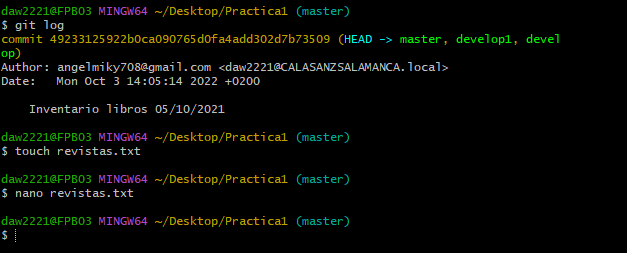 daw2221@FPB03 MINGW64 ~/Desktop/Practica1 (master)
$ git log
commit 49233125922b0ca090765d0fa4add302d7b73509 (HEAD -> master, develop1, devel
op)
Author: angelmiky708@gmail.com <daw2221@CALASANZSALAMANCA.local>
Date:   Mon Oct 3 14:05:14 2022 +0200

    Inventario libros 05/10/2021

daw2221@FPB03 MINGW64 ~/Desktop/Practica1 (master)
$ touch revistas.txt

daw2221@FPB03 MINGW64 ~/Desktop/Practica1 (master)
$ nano revistas.txt

daw2221@FPB03 MINGW64 ~/Desktop/Practica1 (master)
$